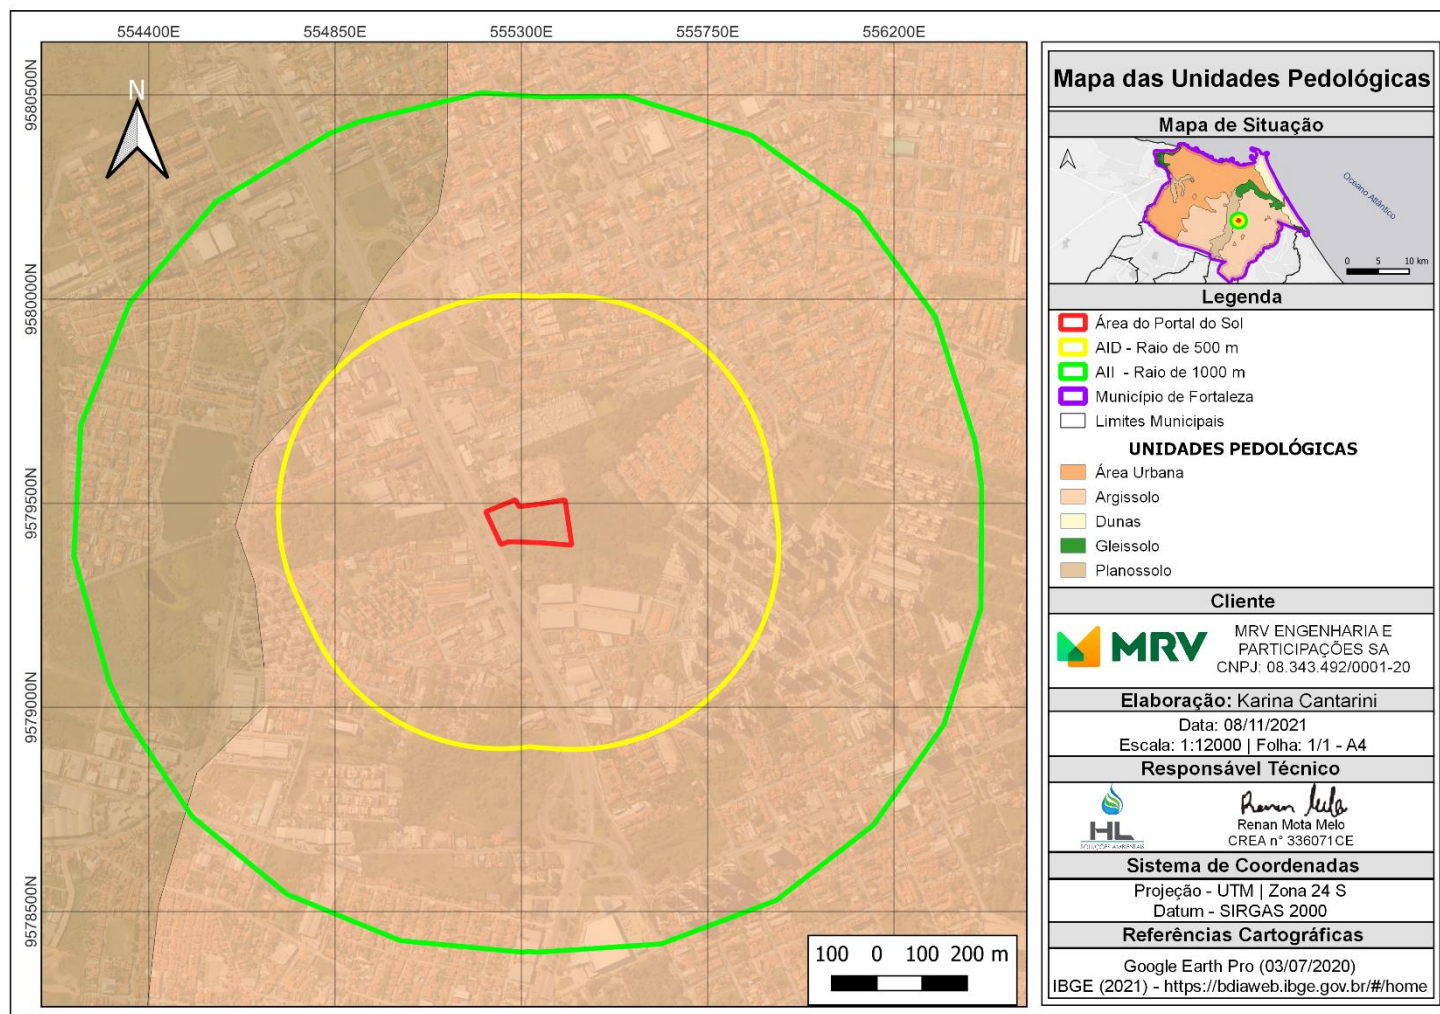 554400E
554850E
555300E
555750E
556200E
9580500N
9580000N
9579500N
9579000N
9578500N
N
100 0 100 200 m
Mapa das Unidades Pedológicas
Mapa de Situação
Oceano Atlântico
0 5 10 km
Legenda
Área do Portal do Sol
AID - Raio de 500 m
AII - Raio de 1000 m
Município de Fortaleza
Limites Municipais
UNIDADES PEDOLÓGICAS
Área Urbana
Argissolo
Dunas
Gleissolo
Planossolo
Cliente
MRV
MRV ENGENHARIA E
PARTICIPAÇÕES SA
CNPJ: 08.343.492/0001-20
Elaboração: Karina Cantarini
Data: 08/11/2021
Escala: 1:12000 | Folha: 1/1 - A4
Responsável Técnico
HL
SOLUÇÕES AMBIENTAIS
Renan Mota Melo
CREA n° 336071CE
Sistema de Coordenadas
Projeção - UTM | Zona 24 S
Datum - SIRGAS 2000
Referências Cartográficas
Google Earth Pro (03/07/2020)
IBGE (2021) - https://bdiaweb.ibge.gov.br/#/home